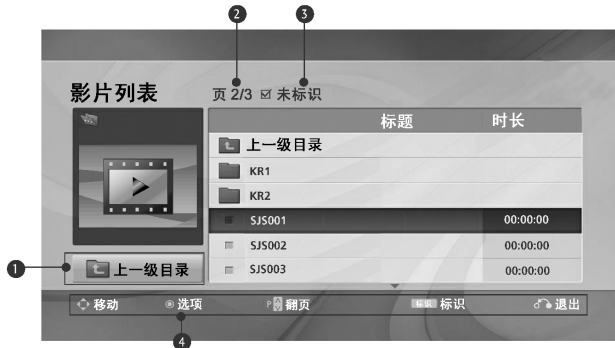 2 3
影片列表
页 2/3 ☑ 未标识
标题 时长
上一级目录
KR1
KR2
SJS001 00:00:00
SJS002 00:00:00
SJS003 00:00:00
1 上一级目录
移动 选项 P 翻页 标识 标识 退出
4